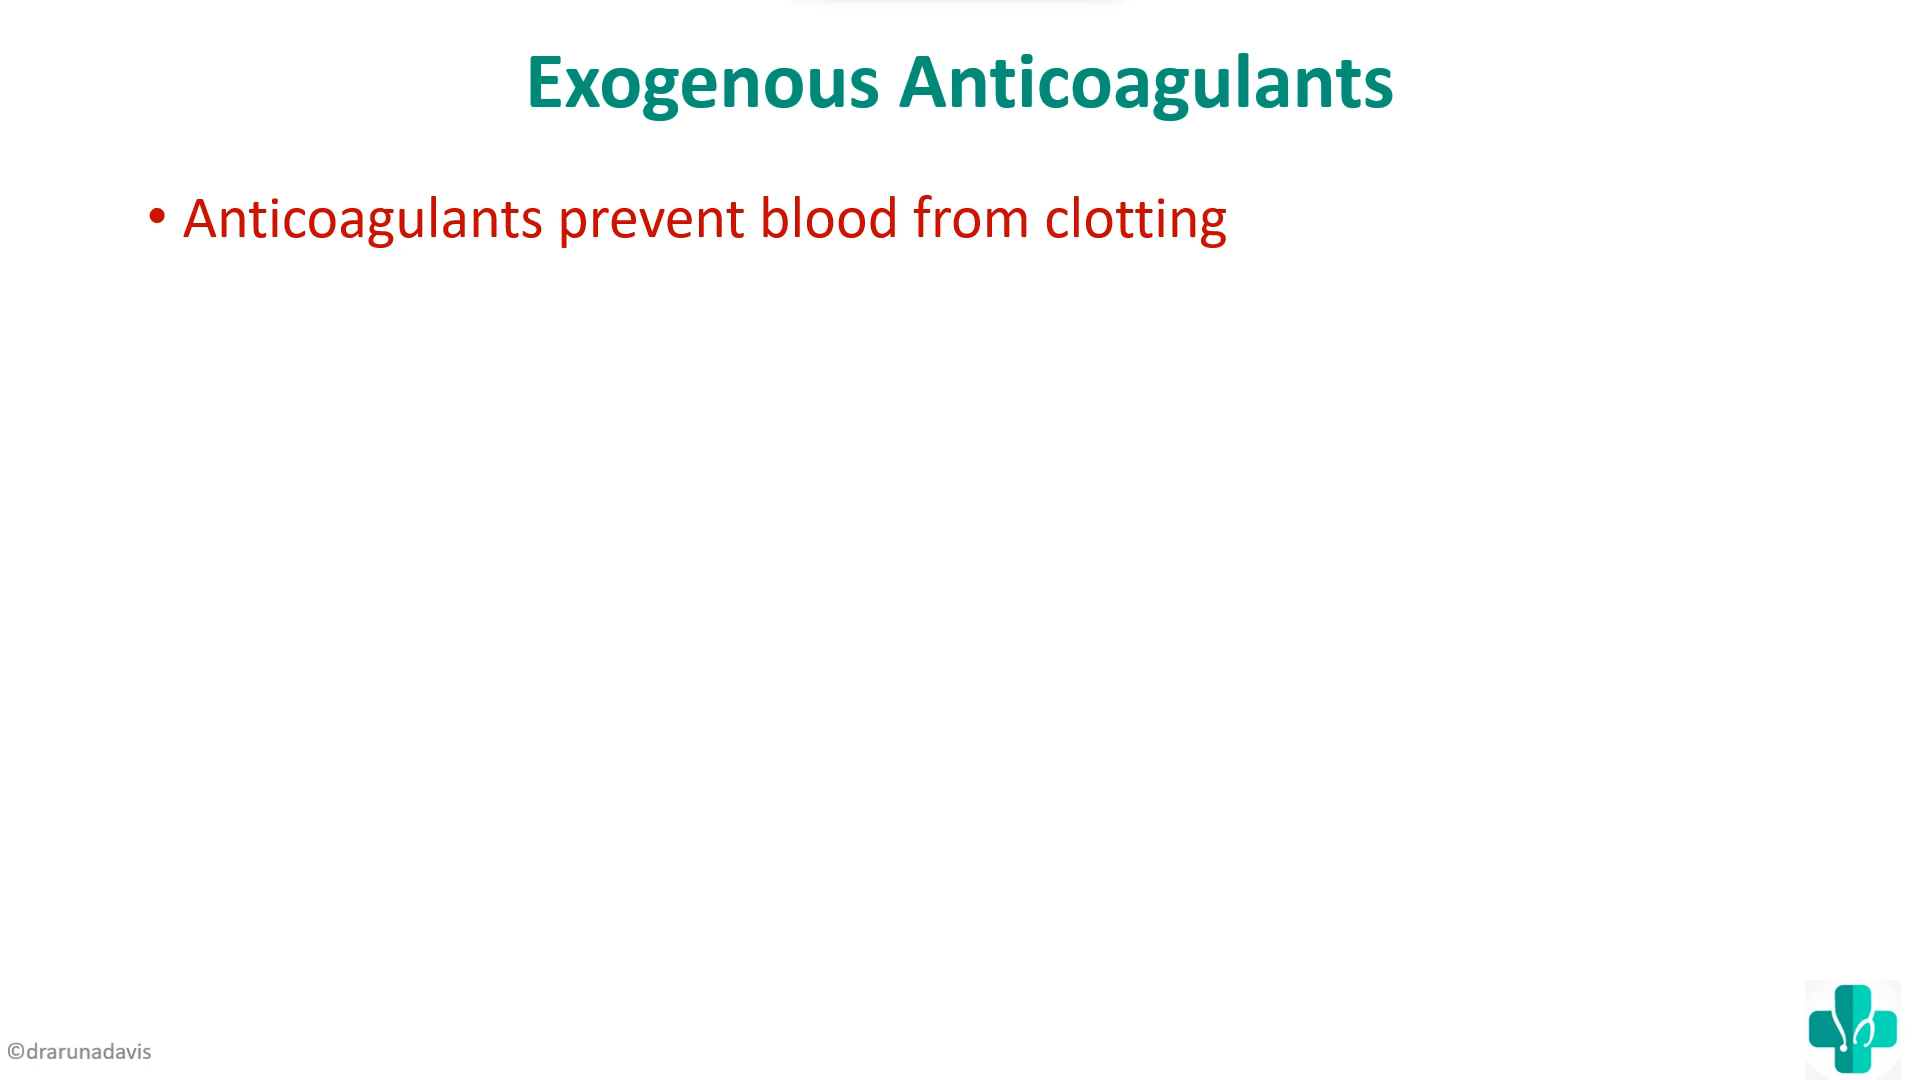 Exogenous Anticoagulants
• Anticoagulants prevent blood from clotting
©drarunadavis